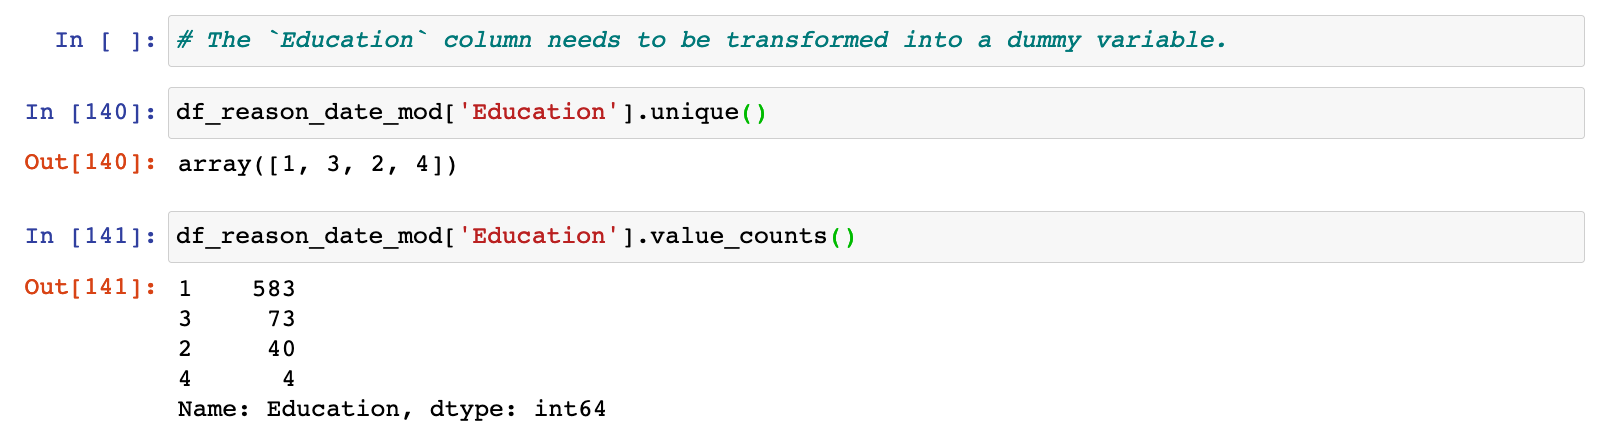 In [ ]: # The `Education` column needs to be transformed into a dummy variable.
In [140]: df_reason_date_mod['Education'].unique()
Out[140]: array([1, 3, 2, 4])
In [141]: df_reason_date_mod['Education'].value_counts()
Out[141]: 1    583
3     73
2     40
4      4
Name: Education, dtype: int64